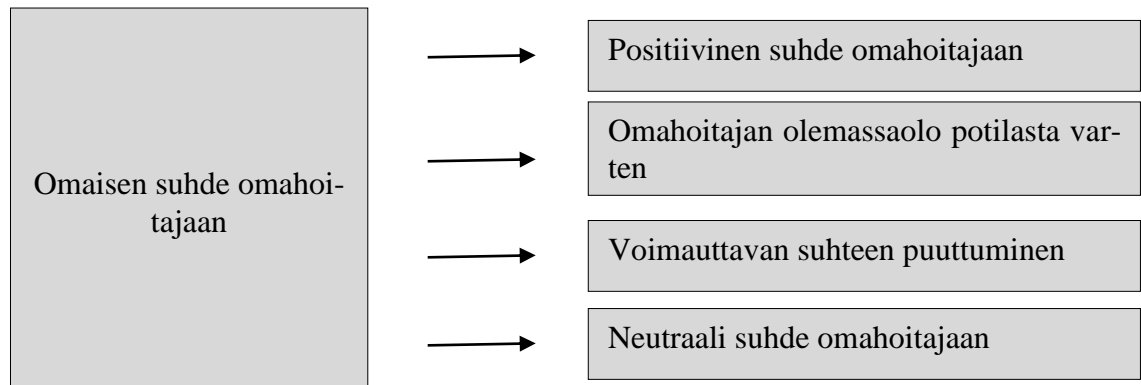 Omaisen suhde omahoi-
tajaan
Positiivinen suhde omahoitajaan
Omahoitajan olemassaolo potilasta var-
ten
Voimauttavan suhteen puuttuminen
Neutraali suhde omahoitajaan